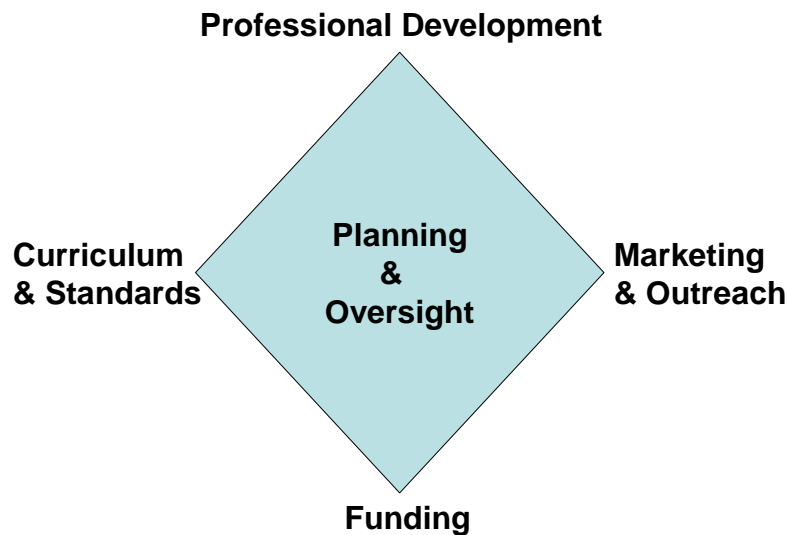 Professional Development
Curriculum
& Standards
Planning
&
Oversight
Marketing
& Outreach
Funding